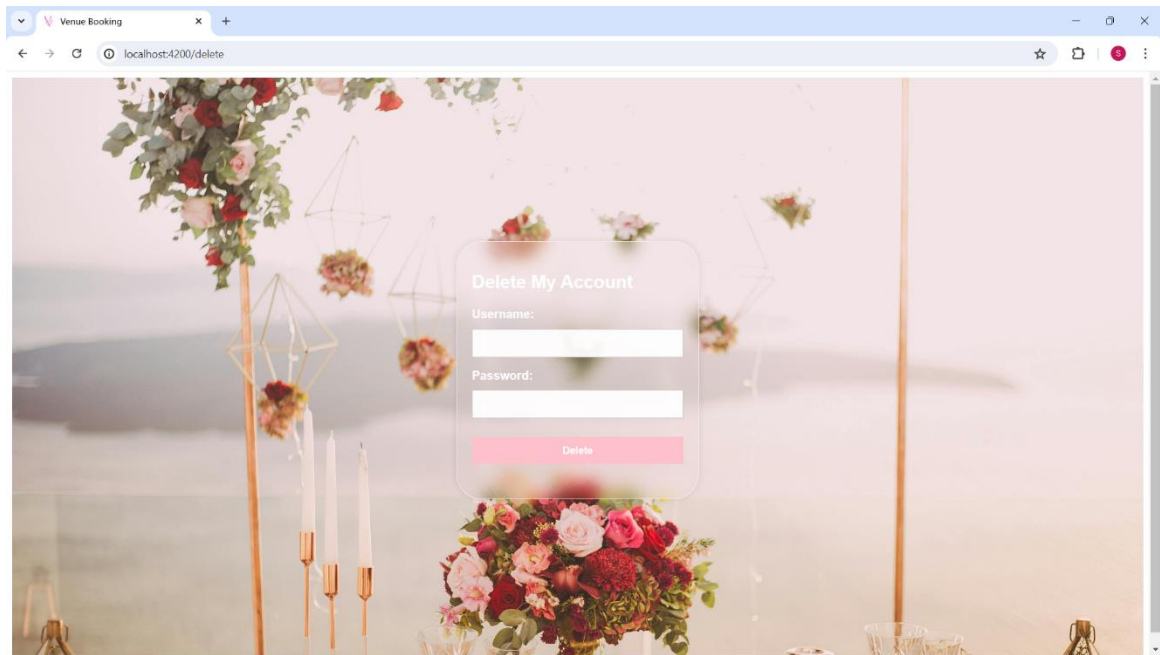 Venue Booking
localhost:4200/delete
S
Delete My Account
Username:
Password:
Delete